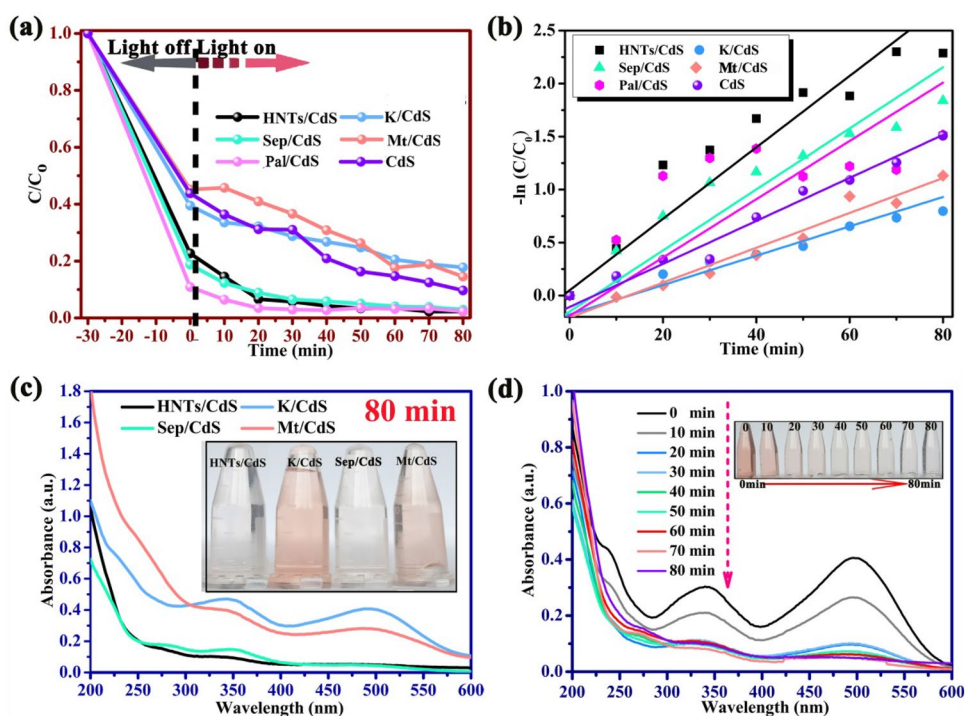 (a)
Light off Light on
HNTs/CdS K/CdS
Sep/CdS Mt/CdS
Pal/CdS CdS
C/C0
1.0
0.8
0.6
0.4
0.2
0.0
-30 -20 -10 0 10 20 30 40 50 60 70 80
Time (min)
(b)
HNTs/CdS K/CdS
Sep/CdS Mt/CdS
Pal/CdS CdS
-ln (C/C0)
2.5
2.0
1.5
1.0
0.5
0.0
0 20 40 60 80
Time (min)
(c)
HNTs/CdS K/CdS
Sep/CdS Mt/CdS
80 min
HNTs/CdS K/CdS Sep/CdS Mt/CdS
Absorbance (a.u.)
1.8
1.6
1.4
1.2
1.0
0.8
0.6
0.4
0.2
0.0
200 250 300 350 400 450 500 550 600
Wavelength (nm)
(d)
0 min
10 min
20 min
30 min
40 min
50 min
60 min
70 min
80 min
0 10 20 30 40 50 60 70 80
0min 80min
Absorbance (a.u.)
1.0
0.8
0.6
0.4
0.2
0.0
200 250 300 350 400 450 500 550 600
Wavelength (nm)